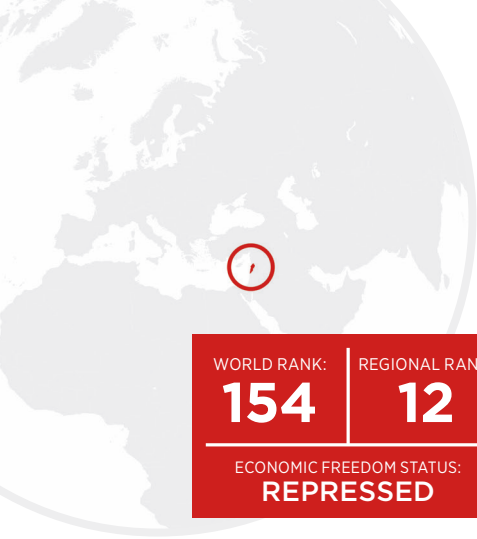 WORLD RANK:
154
REGIONAL RAN
12
ECONOMIC FREEDOM STATUS:
REPRESSED